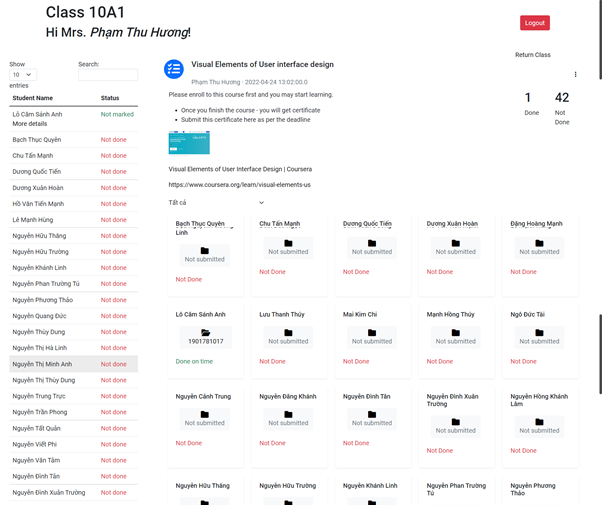 Class 10A1
Hi Mrs. Phạm Thu Hương!
Logout
Return Class
Show
10
entries
Search:
Student Name Status
Lô Cẩm Sánh Anh Not marked
More details
Bạch Thục Quyên Not done
Chu Tấn Mạnh Not done
Dương Quốc Tiến Not done
Dương Xuân Hoàn Not done
Hồ Văn Tiến Mạnh Not done
Lê Mạnh Hùng Not done
Nguyễn Hữu Thắng Not done
Nguyễn Hữu Trường Not done
Nguyễn Khánh Linh Not done
Nguyễn Phan Trường Tú Not done
Nguyễn Phương Thảo Not done
Nguyễn Quang Đức Not done
Nguyễn Thùy Dung Not done
Nguyễn Thị Hà Linh Not done
Nguyễn Thị Minh Anh Not done
Nguyễn Thị Thùy Dung Not done
Nguyễn Trung Trực Not done
Nguyễn Trần Phong Not done
Nguyễn Tất Quân Not done
Nguyễn Viết Phi Not done
Nguyễn Văn Tâm Not done
Nguyễn Đình Tân Not done
Nguyễn Đình Xuân Trường Not done
Visual Elements of User interface design
Phạm Thu Hương - 2022-04-24 13:02:00.0
Please enroll to this course first and you may start learning.
Once you finish the course - you will get certificate
Submit this certificate here as per the deadline
1 42
Done Not
Done
Visual Elements of User Interface Design | Coursera
https://www.coursera.org/learn/visual-elements-us
Tất cả
Bạch Thục Quyên Chu Tấn Mạnh Dương Quốc Tiến Dương Xuân Hoàn Đặng Hoàng Mạnh
Linh
Not submitted Not submitted Not submitted Not submitted Not submitted
Not Done Not Done Not Done Not Done Not Done
Lô Cẩm Sánh Anh Lưu Thanh Thúy Mai Kim Chi Mạnh Hồng Thúy Ngô Đức Tài
1901781017 Not submitted Not submitted Not submitted Not submitted
Done on time Not Done Not Done Not Done Not Done
Nguyễn Cảnh Trung Nguyễn Đăng Khánh Nguyễn Đình Tân Nguyễn Đình Xuân Trường Nguyễn Hồng Khánh Lâm
Not submitted Not submitted Not submitted Not submitted Not submitted
Not Done Not Done Not Done Not Done Not Done
Nguyễn Hữu Thắng Nguyễn Hữu Trường Nguyễn Khánh Linh Nguyễn Phan Trường Tú Nguyễn Phương Thảo
Not submitted Not submitted